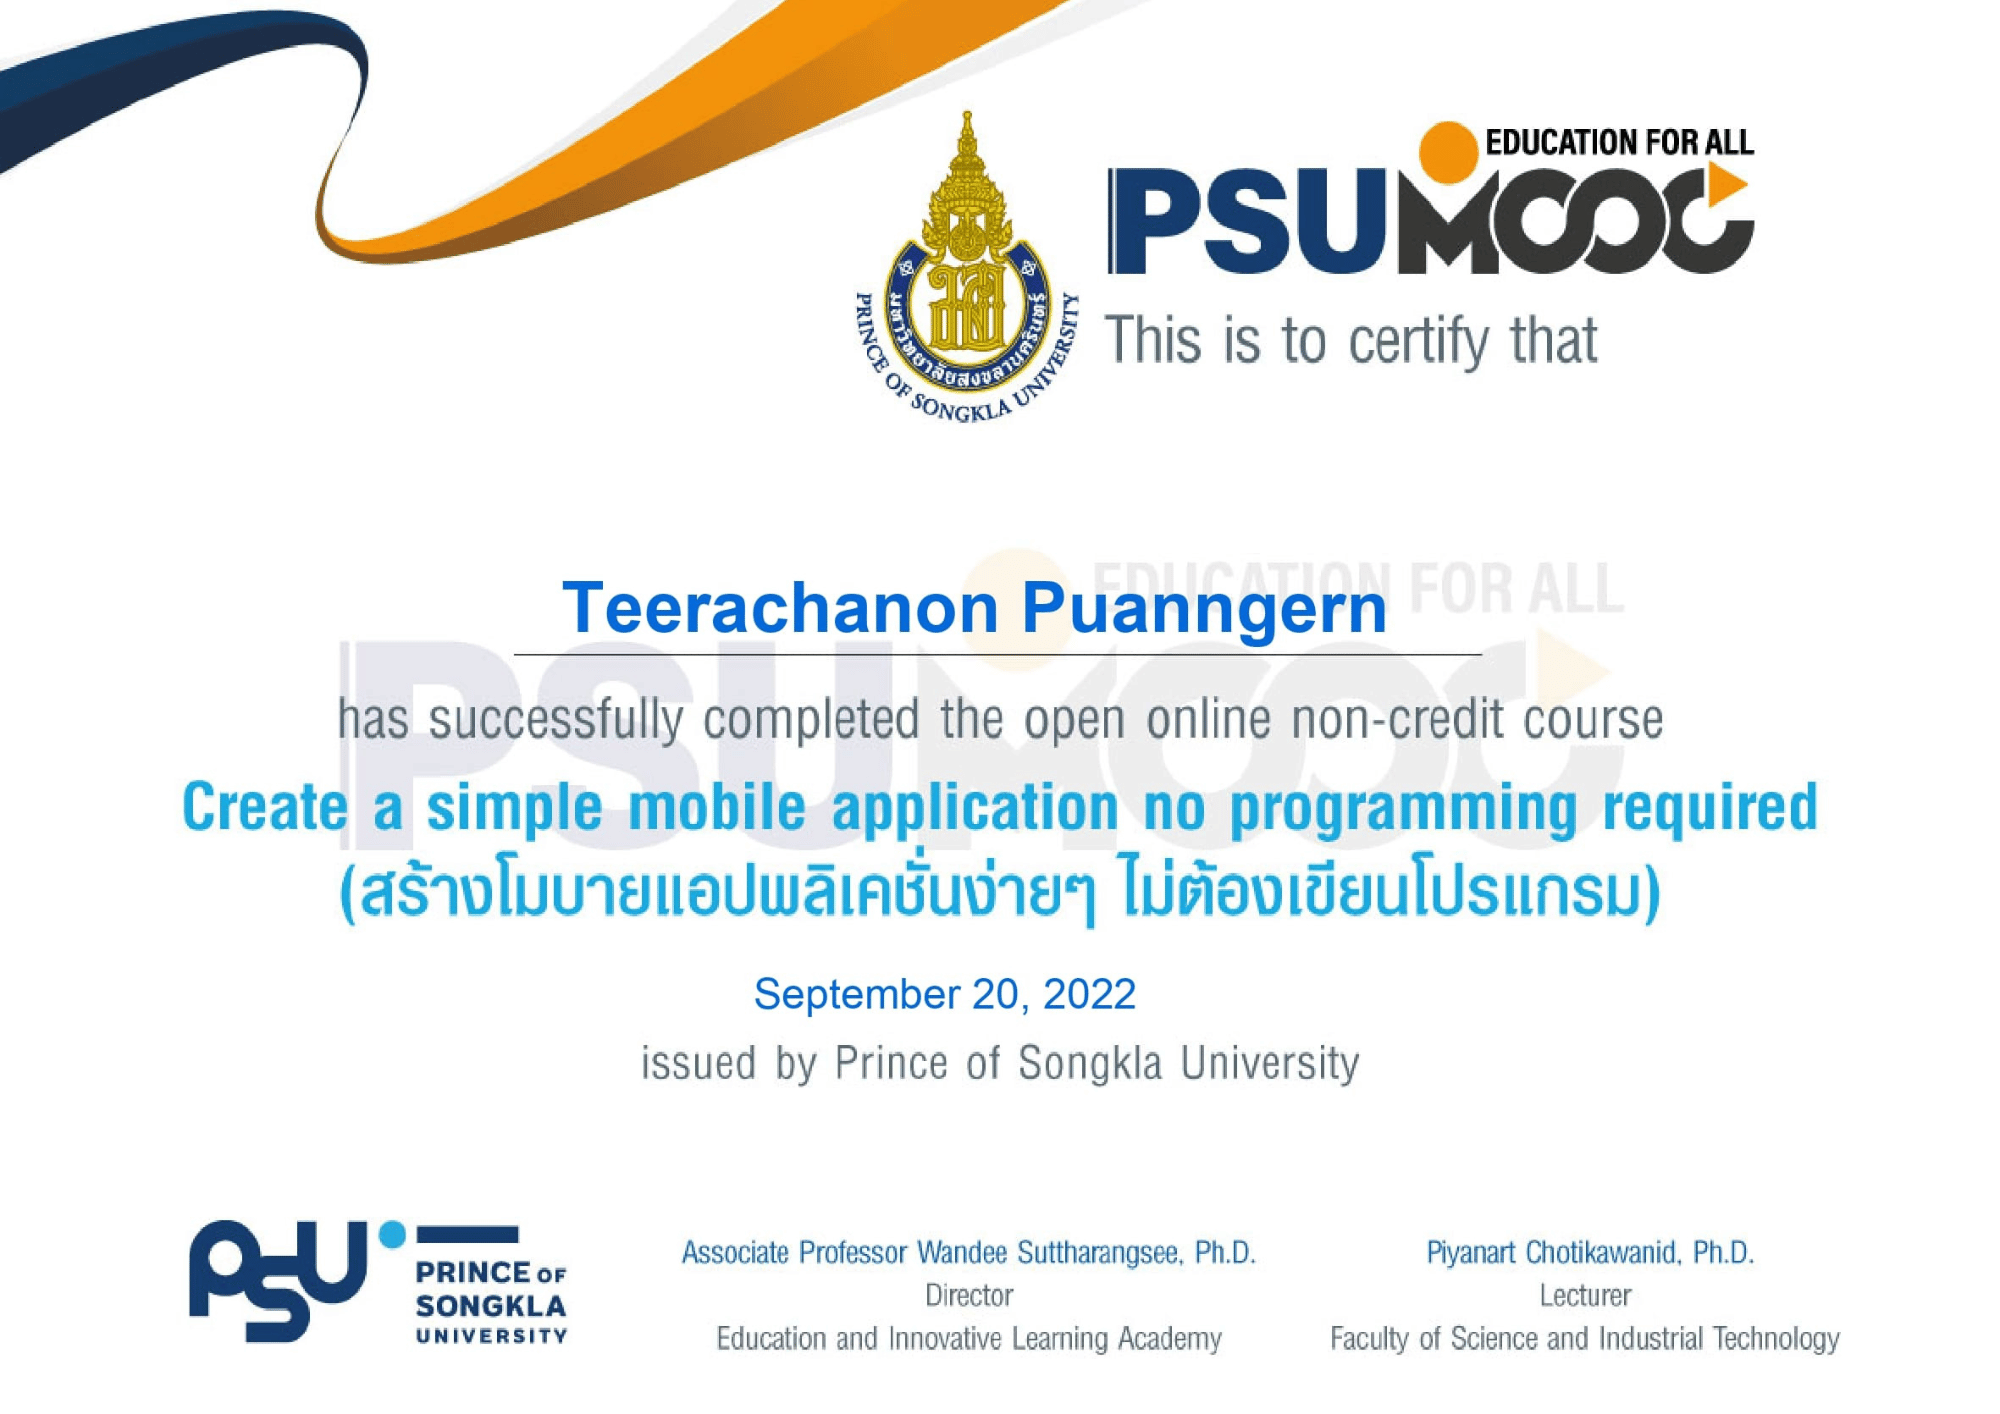 EDUCATION FOR ALL
PSUMOOC
มหาวิทยาลัยสงขลานครินทร์
PRINCE OF SONGKLA UNIVERSITY
This is to certify that
EDUCATION FOR ALL
PSUMOOC
Teerachanon Puanngern
has successfully completed the open online non-credit course
Create a simple mobile application no programming required
(สร้างโมบายแอปพลิเคชั่นง่ายๆ ไม่ต้องเขียนโปรแกรม)
September 20, 2022
issued by Prince of Songkla University
PSU
PRINCE OF
SONGKLA
UNIVERSITY
Associate Professor Wandee Suttharangsee, Ph.D.
Director
Education and Innovative Learning Academy
Piyanart Chotikawanid, Ph.D.
Lecturer
Faculty of Science and Industrial Technology